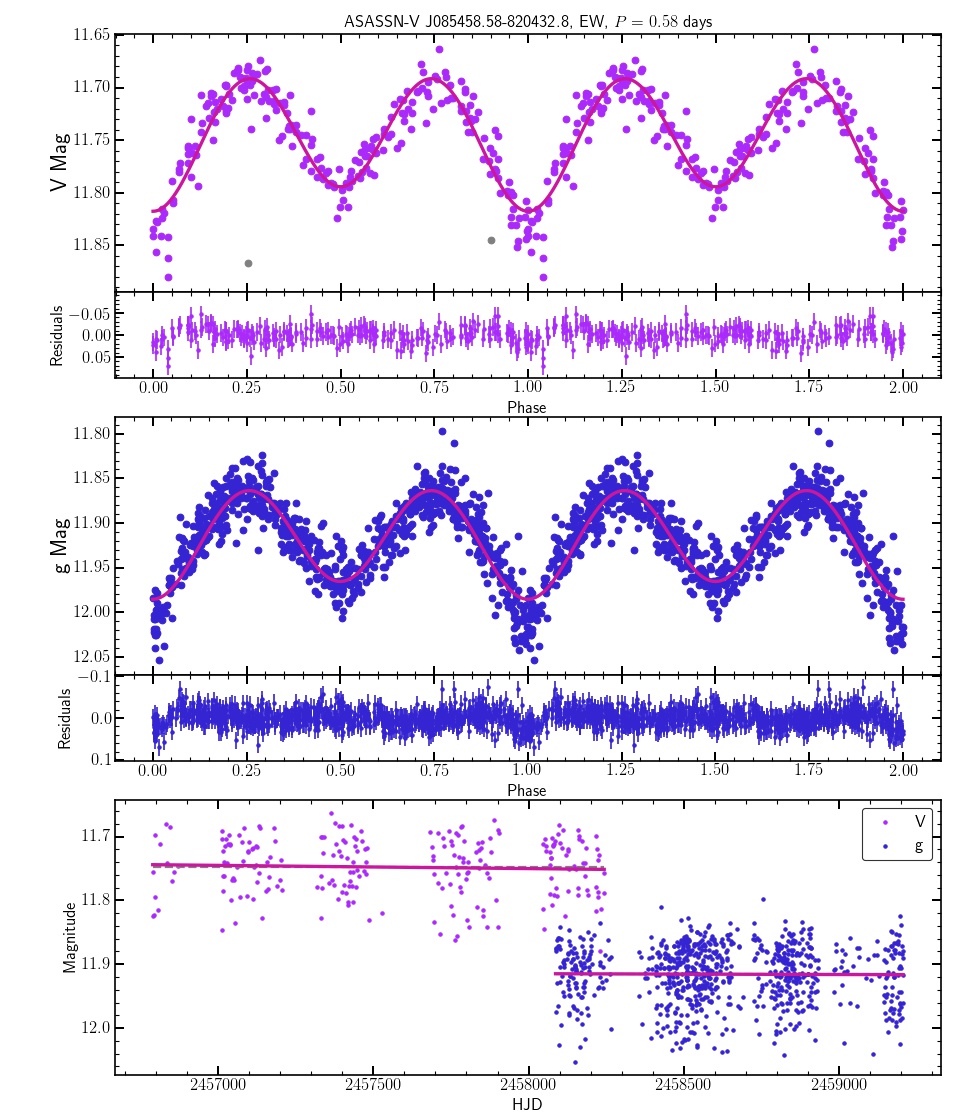 ASASSN-V J085458.58-820432.8, EW, P = 0.58 days
11.65
11.70
11.75
11.80
11.85
V Mag
−0.05
0.00
0.05
Residuals
0.00 0.25 0.50 0.75 1.00 1.25 1.50 1.75 2.00
Phase
11.80
11.85
11.90
11.95
12.00
12.05
g Mag
−0.1
0.0
0.1
Residuals
0.00 0.25 0.50 0.75 1.00 1.25 1.50 1.75 2.00
Phase
V
g
11.7
11.8
11.9
12.0
Magnitude
2457000 2457500 2458000 2458500 2459000
HJD